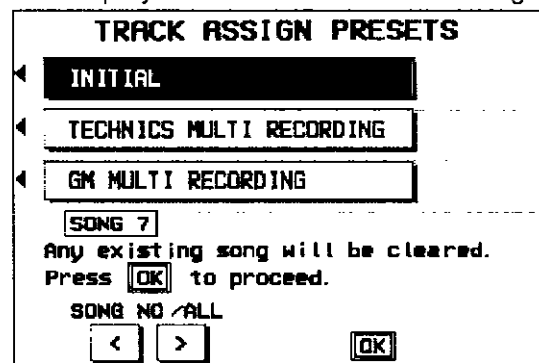 TRACK ASSIGN PRESETS
INITIAL
TECHNICS MULTI RECORDING
GM MULTI RECORDING
SONG 7
Any existing song will be cleared.
Press OK to proceed.
SONG NO/ALL
< > OK